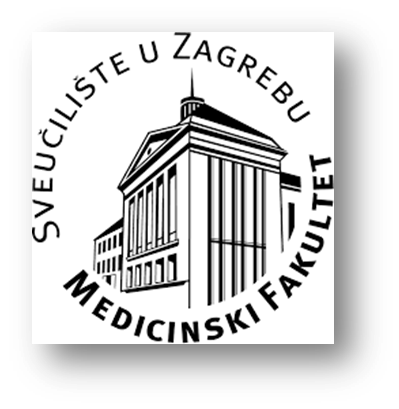 SVEUČILIŠTE U ZAGREBU
MEDICINSKI FAKULTET